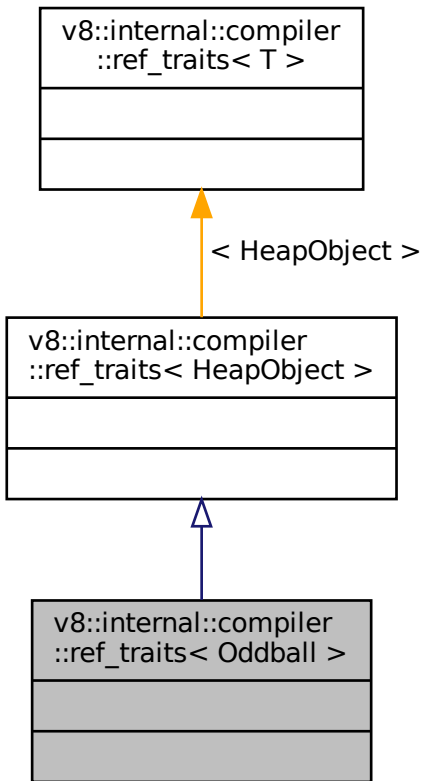 v8::internal::compiler
::ref_traits< T >
< HeapObject >
v8::internal::compiler
::ref_traits< HeapObject >
v8::internal::compiler
::ref_traits< Oddball >